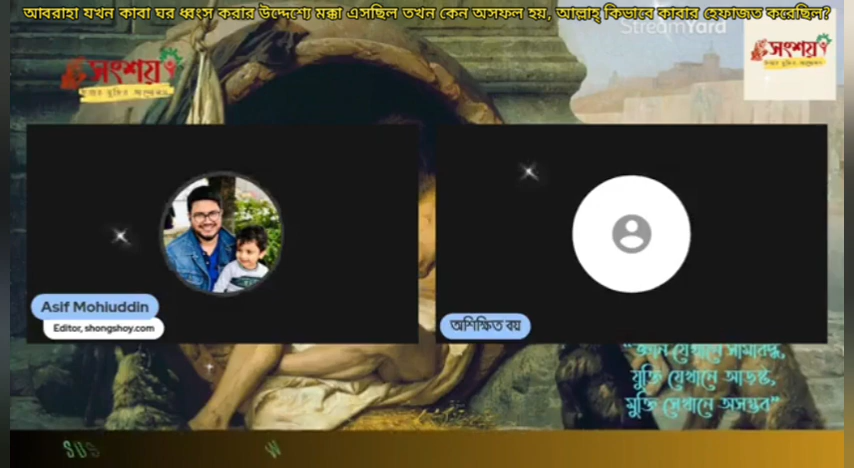 আবরাহা যখন কাবা ঘর ধ্বংস করার উদ্দেশ্যে মক্কা এসছিল তখন কেন অসফল হয়, আল্লাহ্ কিভাবে কাবার হেফাজত করেছিল?
StreamYard
সংশয়
সংশয়
Asif Mohiuddin
Editor, shongshoy.com
অশিক্ষিত বয়
"জ্ঞান যেখানে সীমাবদ্ধ,
যুক্তি যেখানে আড়ষ্ট,
মুক্তি সেখানে অসম্ভব"